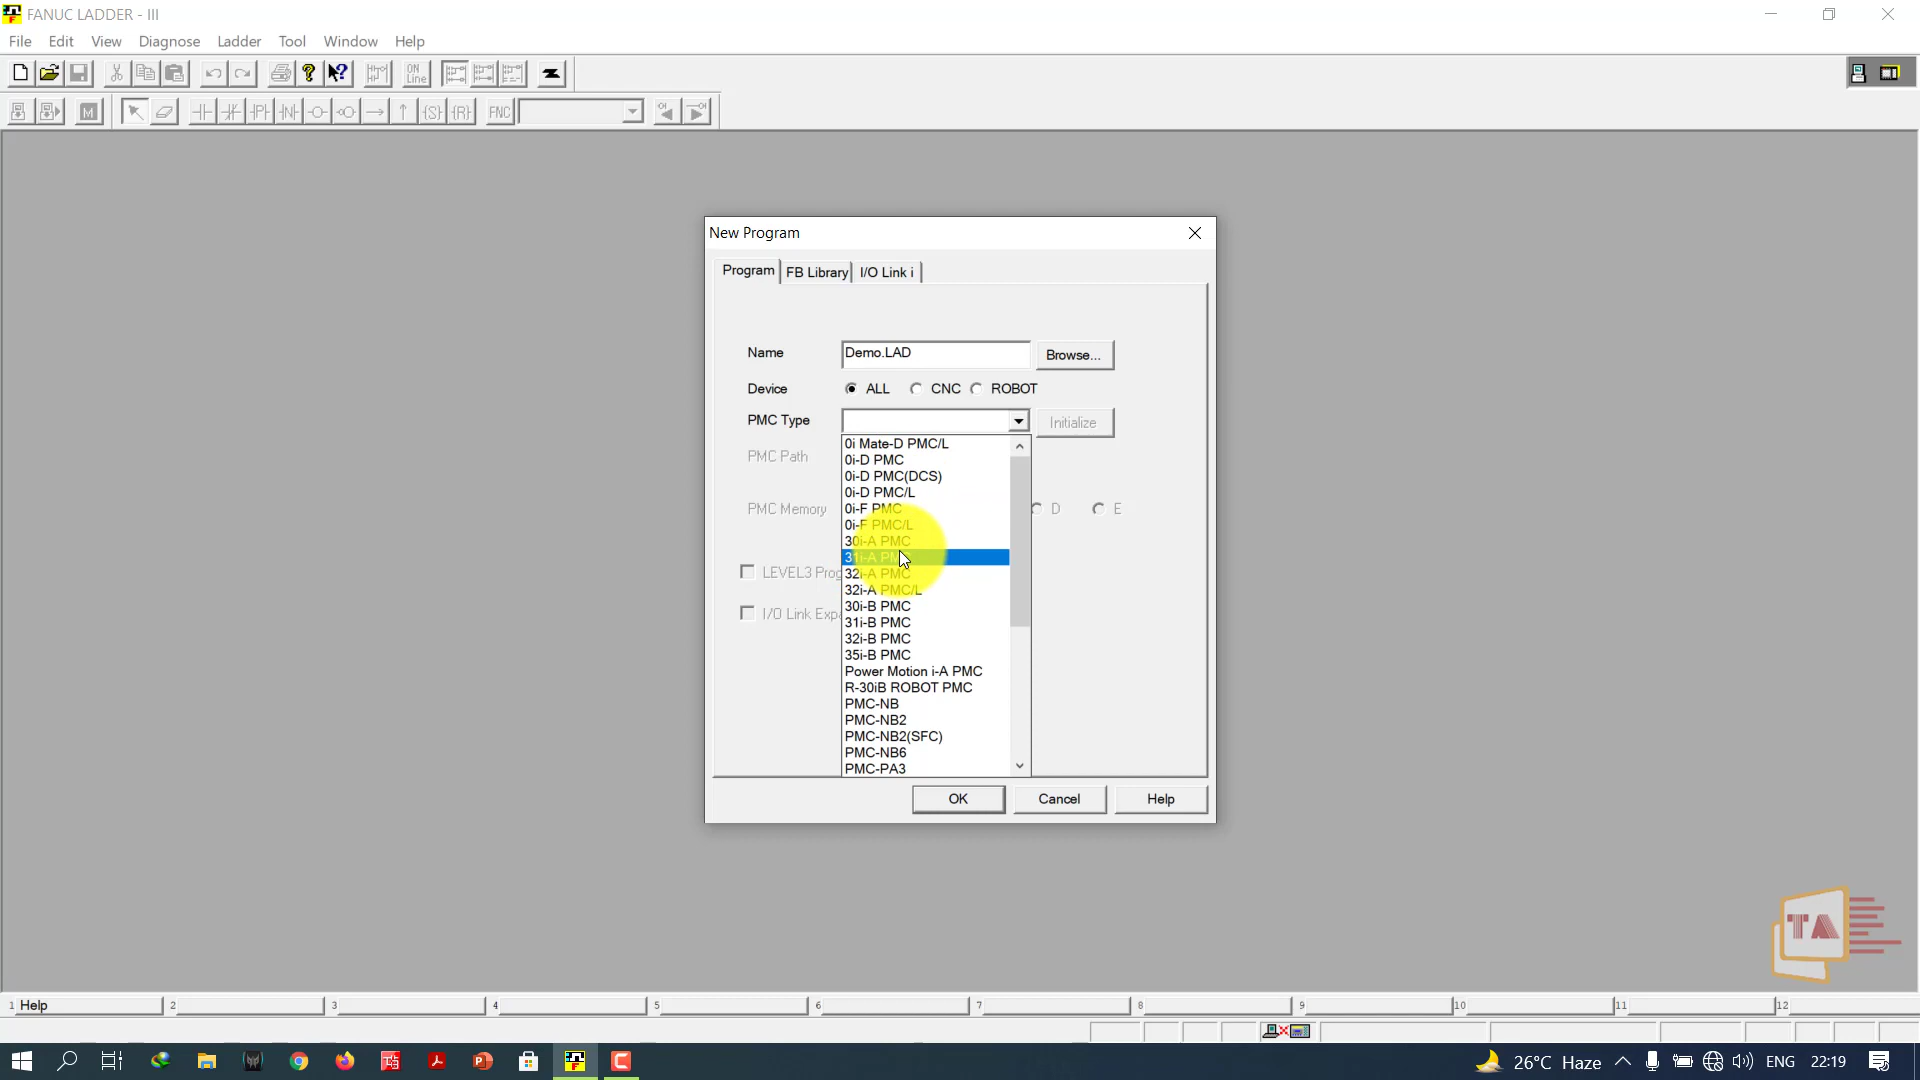 FANUC LADDER - III
File Edit View Diagnose Ladder Tool Window Help
ON Line
M P N S R FNC
New Program
Program FB Library I/O Link i
Name Demo.LAD Browse...
Device ALL CNC ROBOT
PMC Type Initialize
0i Mate-D PMC/L
PMC Path 0i-D PMC
0i-D PMC(DCS)
0i-D PMC/L
PMC Memory 0i-F PMC D E
0i-F PMC/L
30i-A PMC
31i-A PMC
LEVEL3 Prog 32i-A PMC
32i-A PMC/L
I/O Link Expa 30i-B PMC
31i-B PMC
32i-B PMC
35i-B PMC
Power Motion i-A PMC
R-30iB ROBOT PMC
PMC-NB
PMC-NB2
PMC-NB2(SFC)
PMC-NB6
PMC-PA3
OK Cancel Help
TA
1 Help 2 3 4 5 6 7 8 9 10 11 12
26°C Haze ENG 22:19